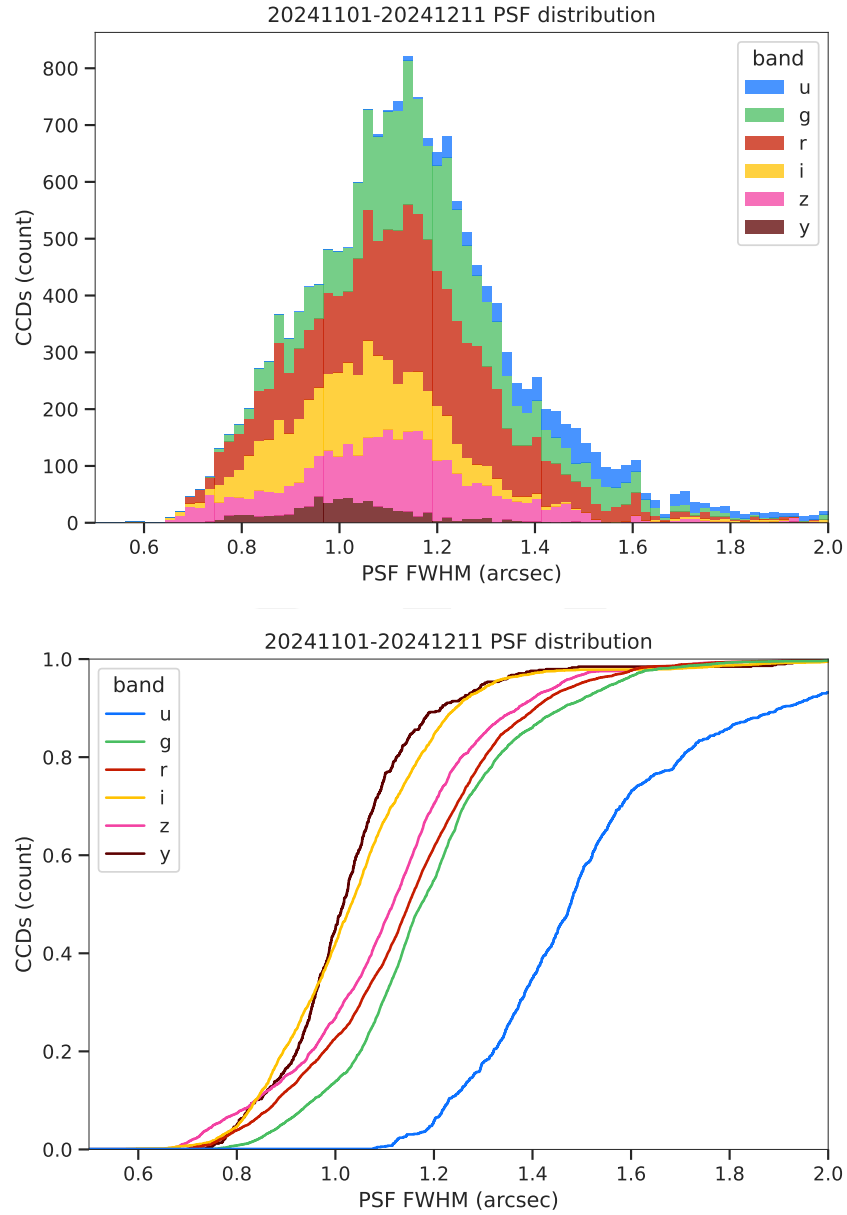 20241101-20241211 PSF distribution
band
u
g
r
i
z
y
CCDs (count)
800
700
600
500
400
300
200
100
0
0.6 0.8 1.0 1.2 1.4 1.6 1.8 2.0
PSF FWHM (arcsec)
20241101-20241211 PSF distribution
band
u
g
r
i
z
y
CCDs (count)
1.0
0.8
0.6
0.4
0.2
0.0
0.6 0.8 1.0 1.2 1.4 1.6 1.8 2.0
PSF FWHM (arcsec)